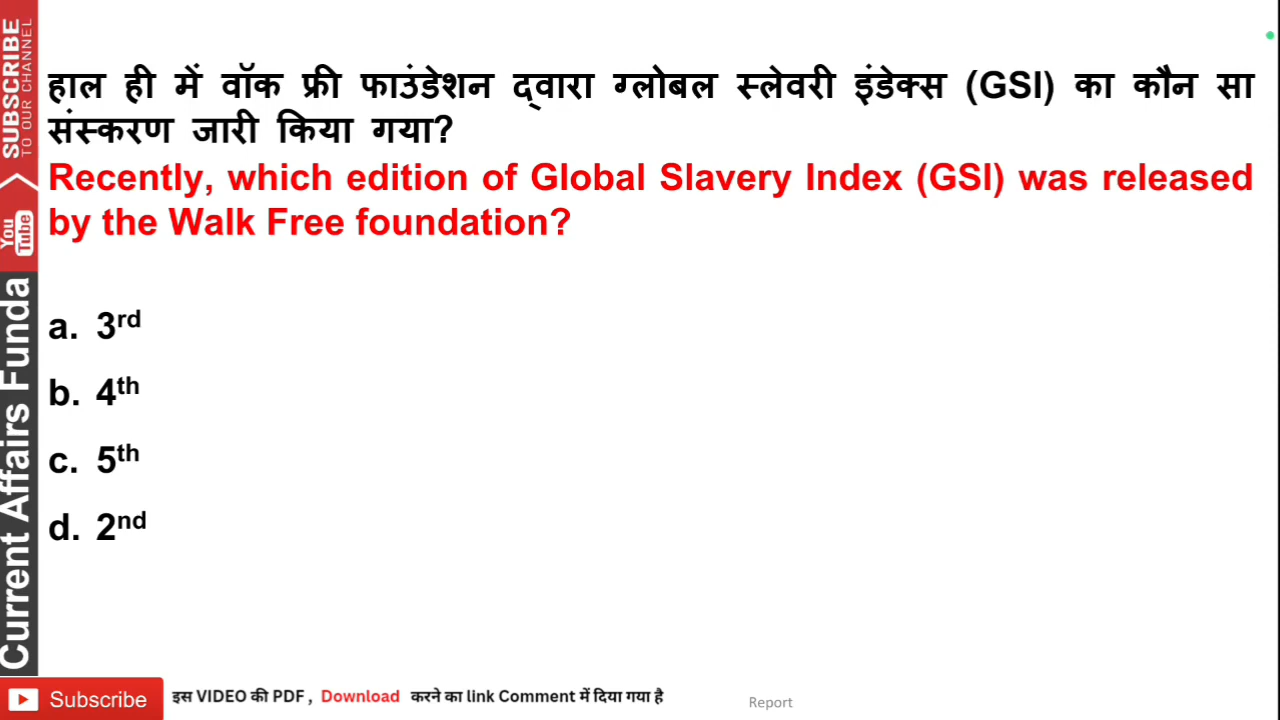 हाल ही में वॉक फ्री फाउंडेशन द्वारा ग्लोबल स्लेवरी इंडेक्स (GSI) का कौन सा
संस्करण जारी किया गया?
Recently, which edition of Global Slavery Index (GSI) was released
by the Walk Free foundation?
a. 3rd
b. 4th
c. 5th
d. 2nd
SUBSCRIBE
TO OUR CHANNEL
You
Tube
Current Affairs Funda
Subscribe
इस VIDEO की PDF , Download करने का link Comment में दिया गया है
Report